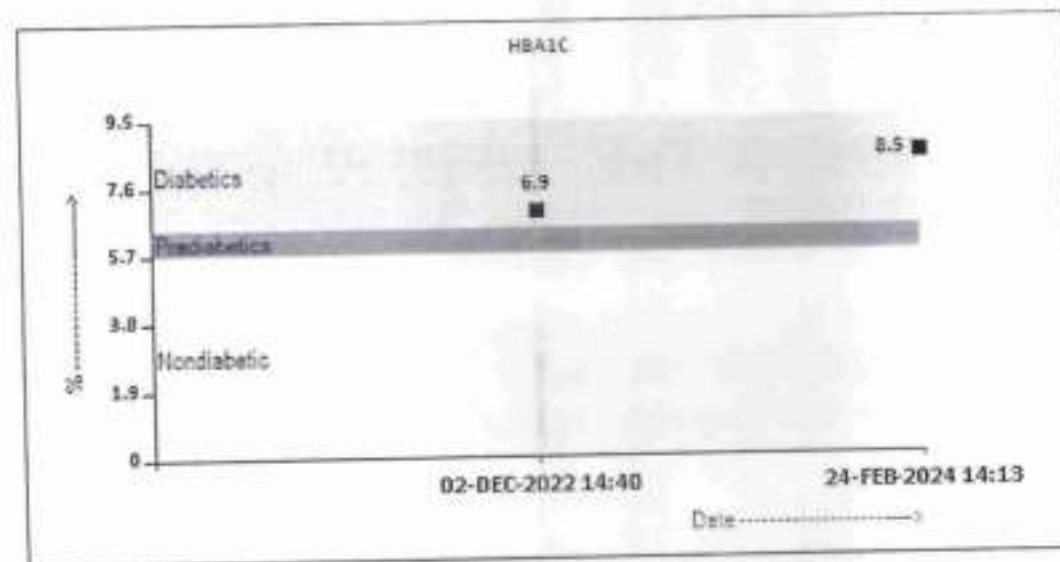 HBA1C
9.5
8.5
Diabetics
6.9
7.6
Prediabetics
5.7
3.8
Nondiabetic
%
1.9
0
02-DEC-2022 14:40
24-FEB-2024 14:13
Date